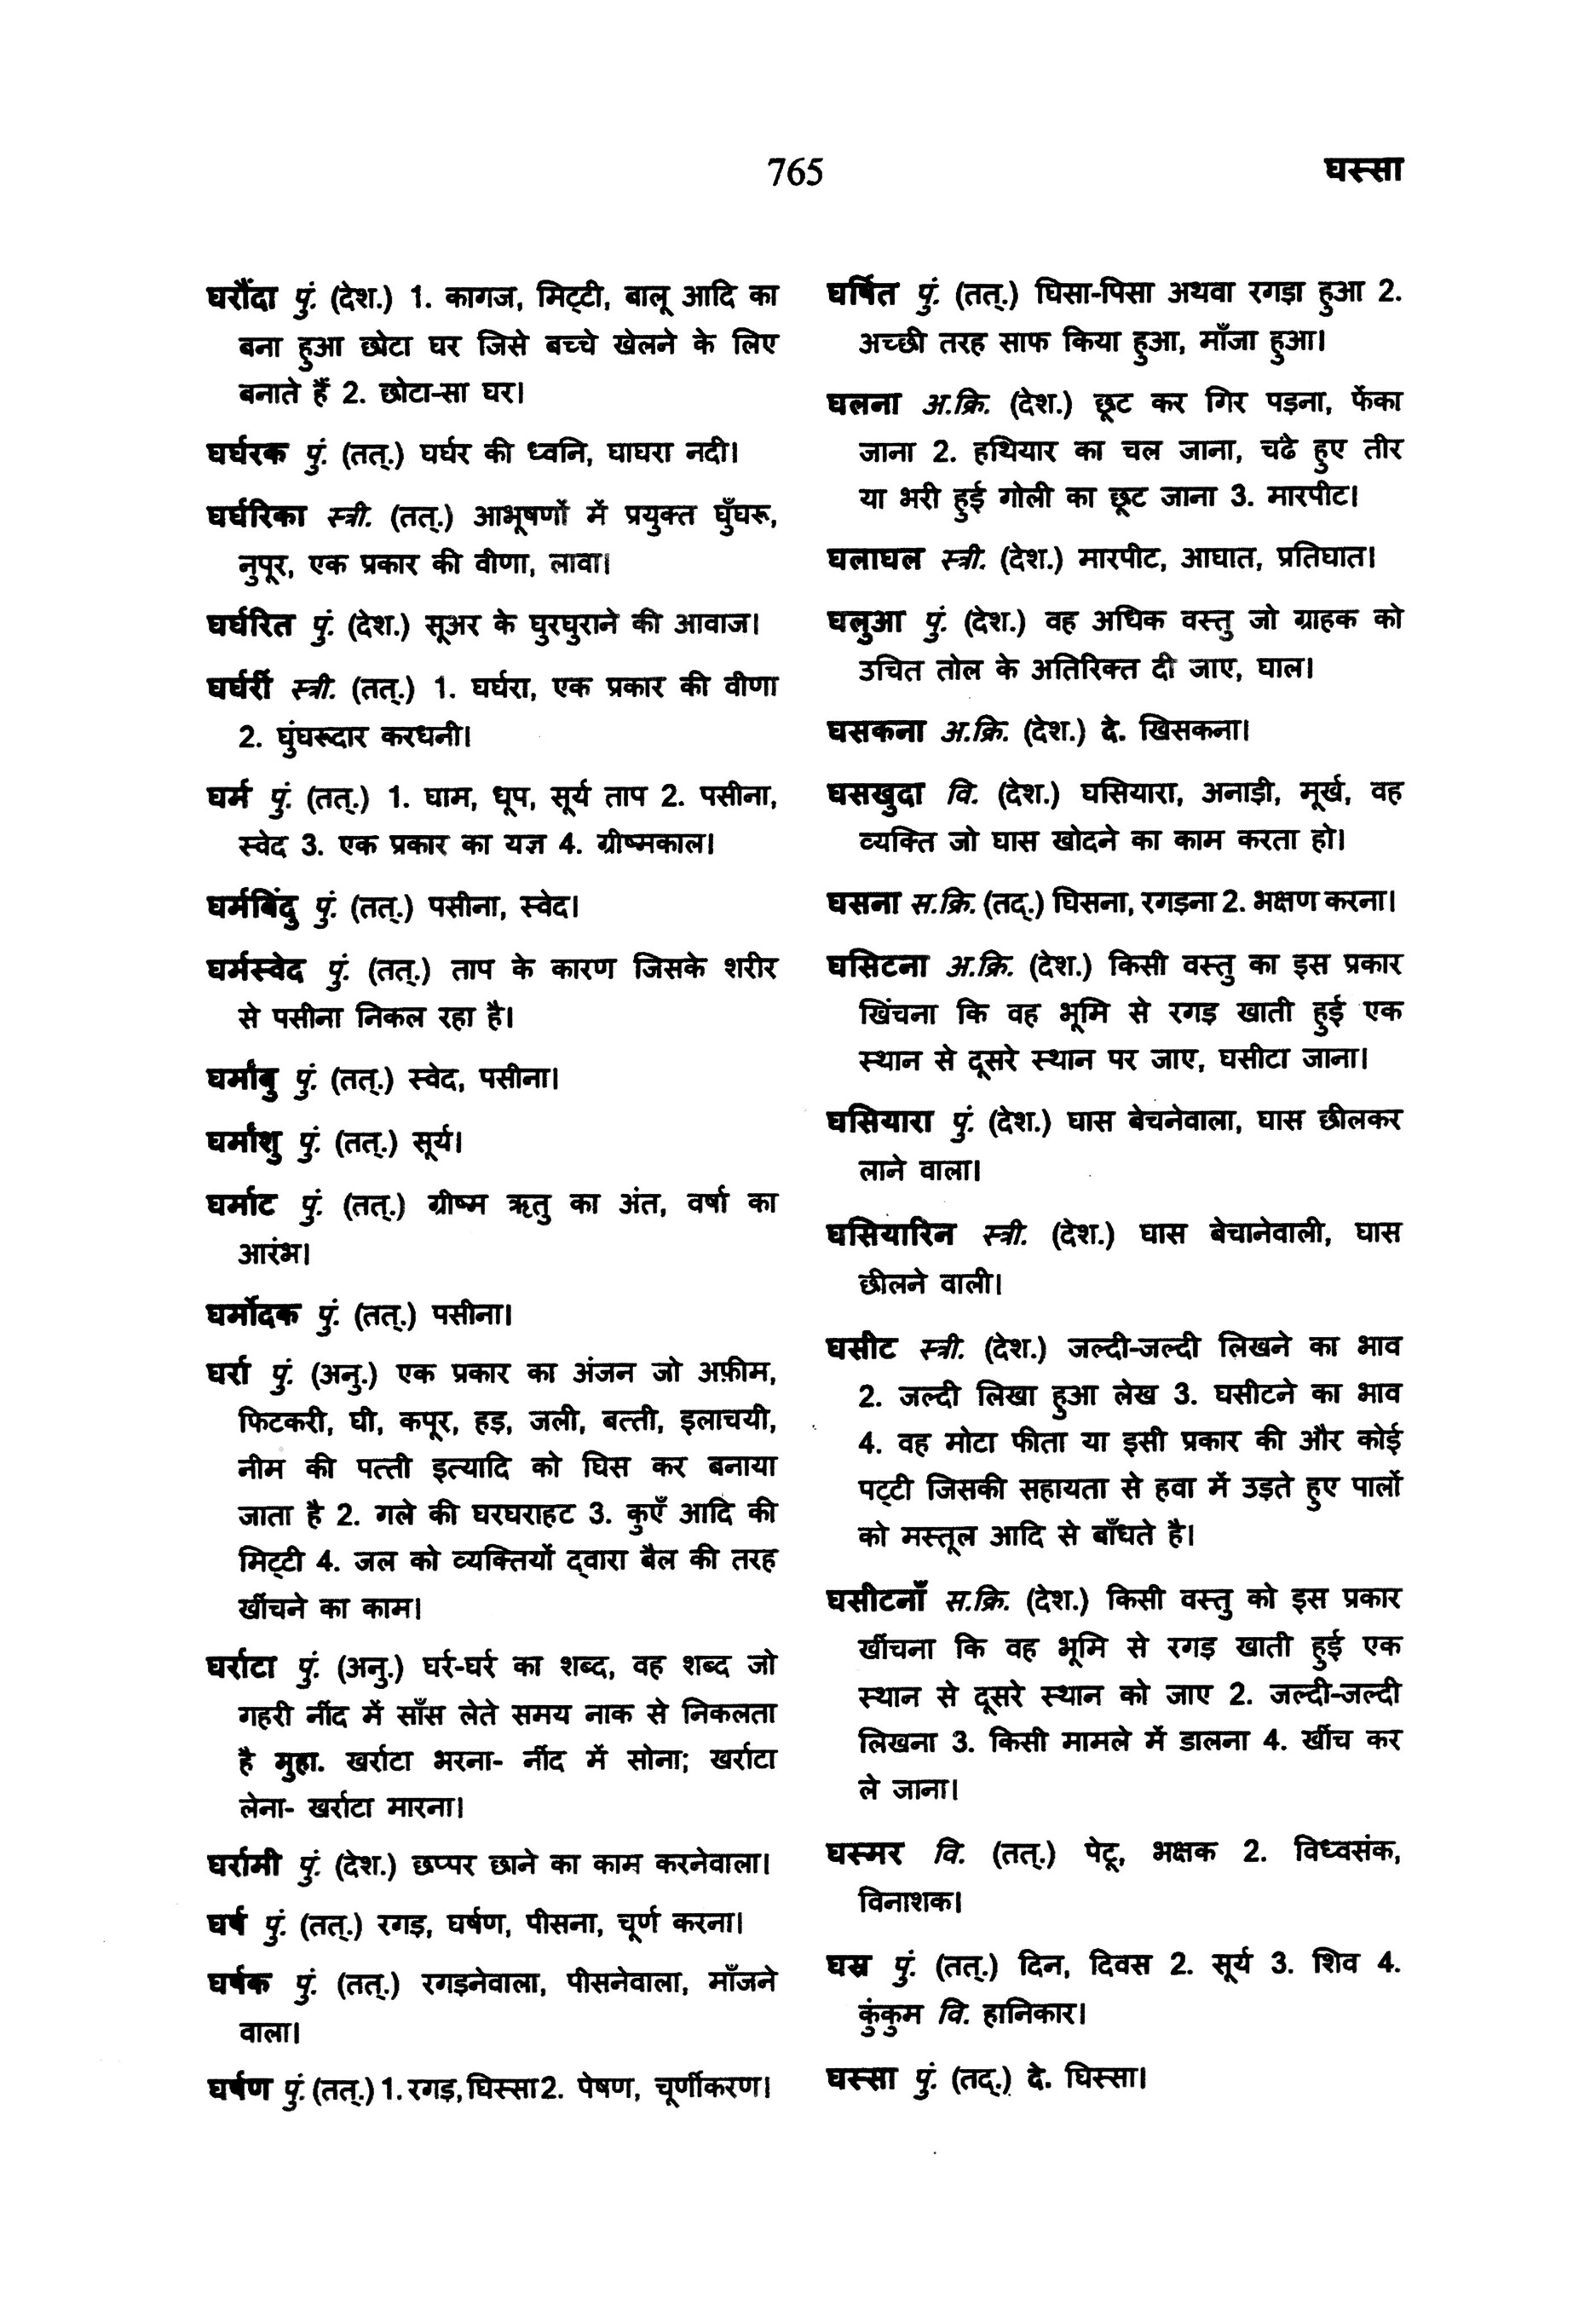 765
घस्सा
घरौंदा पुं. (देश.) 1. कागज, मिट्टी, बालू आदि का
बना हुआ छोटा घर जिसे बच्चे खेलने के लिए
बनाते हैं 2. छोटा-सा घर।
घर्घरक पुं. (तत्.) घर्घर की ध्वनि, घाघरा नदी।
घर्घरिका स्त्री. (तत्.) आभूषणों में प्रयुक्त घुँघरू,
नुपूर, एक प्रकार की वीणा, लावा।
घर्घरित पुं. (देश.) सूअर के घुरघुराने की आवाज।
घर्घरी स्त्री. (तत्.) 1. घर्घरा, एक प्रकार की वीणा
2. घुंघरूदार करधनी।
घर्म पुं. (तत्.) 1. घाम, धूप, सूर्य ताप 2. पसीना,
स्वेद 3. एक प्रकार का यज्ञ 4. ग्रीष्मकाल।
घर्मबिंदु पुं. (तत्.) पसीना, स्वेद।
घर्मस्वेद पुं. (तत्.) ताप के कारण जिसके शरीर
से पसीना निकल रहा है।
घर्मांबु पुं. (तत्.) स्वेद, पसीना।
घर्मांशु पुं. (तत्.) सूर्य।
घर्माट पुं. (तत्.) ग्रीष्म ऋतु का अंत, वर्षा का
आरंभ।
घर्मोदक पुं. (तत्.) पसीना।
घर्रा पुं. (अनु.) एक प्रकार का अंजन जो अफ़ीम,
फिटकरी, घी, कपूर, हड़, जली, बत्ती, इलाचयी,
नीम की पत्ती इत्यादि को घिस कर बनाया
जाता है 2. गले की घरघराहट 3. कुएँ आदि की
मिट्टी 4. जल को व्यक्तियों द्वारा बैल की तरह
खींचने का काम।
घर्राटा पुं. (अनु.) घर्र-घर्र का शब्द, वह शब्द जो
गहरी नींद में साँस लेते समय नाक से निकलता
है मुहा. खर्राटा भरना- नींद में सोना; खर्राटा
लेना- खर्राटा मारना।
घर्रामी पुं. (देश.) छप्पर छाने का काम करनेवाला।
घर्ष पुं. (तत्.) रगड़, घर्षण, पीसना, चूर्ण करना।
घर्षक पुं. (तत्.) रगड़नेवाला, पीसनेवाला, माँजने
वाला।
घर्षण पुं. (तत्.) 1. रगड़, घिस्सा 2. पेषण, चूर्णीकरण।
घर्षित पुं. (तत्.) घिसा-पिसा अथवा रगड़ा हुआ 2.
अच्छी तरह साफ किया हुआ, माँजा हुआ।
घलना अ.क्रि. (देश.) छूट कर गिर पड़ना, फेंका
जाना 2. हथियार का चल जाना, चढे हुए तीर
या भरी हुई गोली का छूट जाना 3. मारपीट।
घलाघल स्त्री. (देश.) मारपीट, आघात, प्रतिघात।
घलुआ पुं. (देश.) वह अधिक वस्तु जो ग्राहक को
उचित तोल के अतिरिक्त दी जाए, घाल।
घसकना अ.क्रि. (देश.) दे. खिसकना।
घसखुदा वि. (देश.) घसियारा, अनाड़ी, मूर्ख, वह
व्यक्ति जो घास खोदने का काम करता हो।
घसना स.क्रि. (तद्.) घिसना, रगड़ना 2. भक्षण करना।
घसिटना अ.क्रि. (देश.) किसी वस्तु का इस प्रकार
खिंचना कि वह भूमि से रगड़ खाती हुई एक
स्थान से दूसरे स्थान पर जाए, घसीटा जाना।
घसियारा पुं. (देश.) घास बेचनेवाला, घास छीलकर
लाने वाला।
घसियारिन स्त्री. (देश.) घास बेचानेवाली, घास
छीलने वाली।
घसीट स्त्री. (देश.) जल्दी-जल्दी लिखने का भाव
2. जल्दी लिखा हुआ लेख 3. घसीटने का भाव
4. वह मोटा फीता या इसी प्रकार की और कोई
पट्टी जिसकी सहायता से हवा में उड़ते हुए पालों
को मस्तूल आदि से बाँधते है।
घसीटनाँ स.क्रि. (देश.) किसी वस्तु को इस प्रकार
खींचना कि वह भूमि से रगड़ खाती हुई एक
स्थान से दूसरे स्थान को जाए 2. जल्दी-जल्दी
लिखना 3. किसी मामले में डालना 4. खींच कर
ले जाना।
घस्मर वि. (तत्.) पेटू, भक्षक 2. विध्वसंक,
विनाशक।
घस्र पुं. (तत्.) दिन, दिवस 2. सूर्य 3. शिव 4.
कुंकुम वि. हानिकार।
घस्सा पुं. (तद्.) दे. घिस्सा।